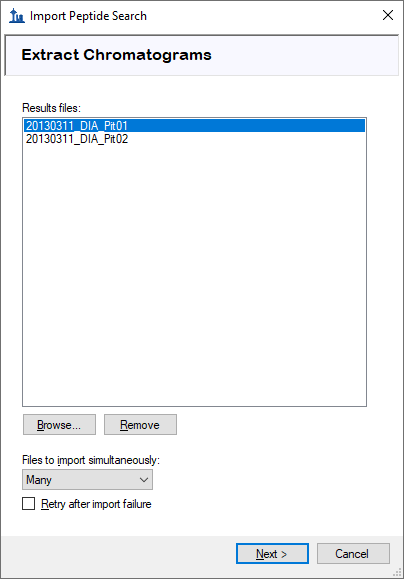 Import Peptide Search
Extract Chromatograms
Results files:
20130311_DIA_Pit01
20130311_DIA_Pit02
Browse... Remove
Files to import simultaneously:
Many
Retry after import failure
Next > Cancel